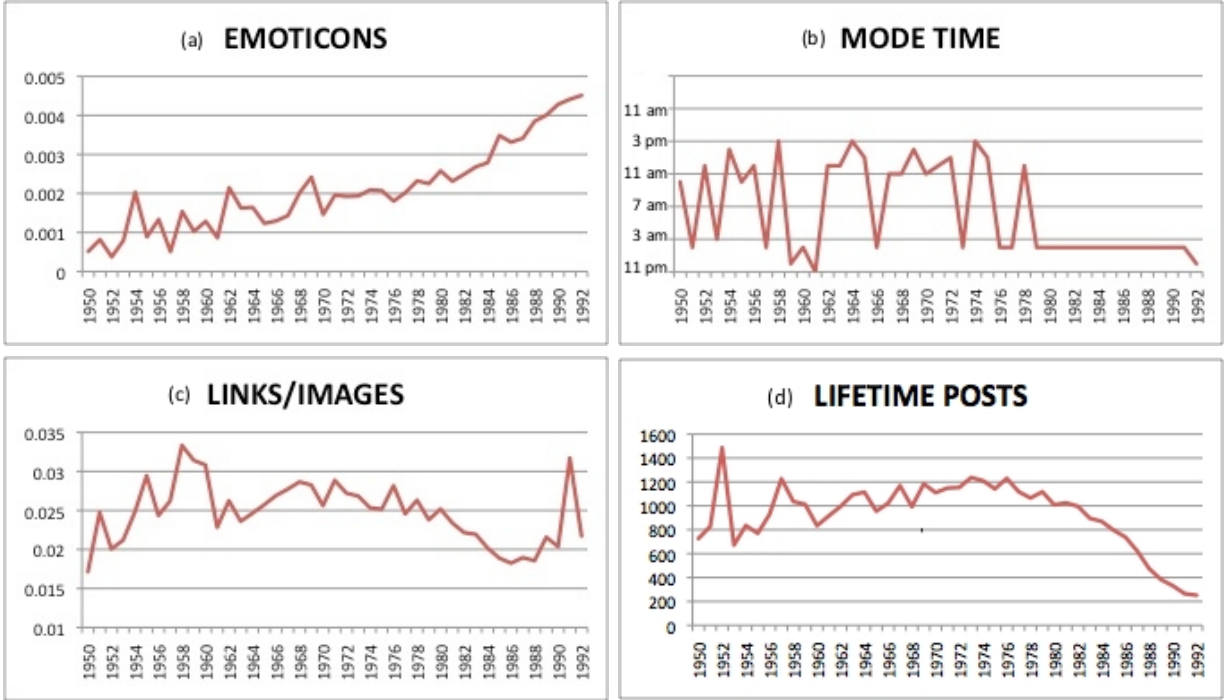 (a) EMOTICONS
0.005
0.004
0.003
0.002
0.001
0
1950 1952 1954 1956 1958 1960 1962 1964 1966 1968 1970 1972 1974 1976 1978 1980 1982 1984 1986 1988 1990 1992
(b) MODE TIME
11 am
3 pm
11 am
7 am
3 am
11 pm
1950 1952 1954 1956 1958 1960 1962 1964 1966 1968 1970 1972 1974 1976 1978 1980 1982 1984 1986 1988 1990 1992
(c) LINKS/IMAGES
0.035
0.03
0.025
0.02
0.015
0.01
1950 1952 1954 1956 1958 1960 1962 1964 1966 1968 1970 1972 1974 1976 1978 1980 1982 1984 1986 1988 1990 1992
(d) LIFETIME POSTS
1600
1400
1200
1000
800
600
400
200
0
1950 1952 1954 1956 1958 1960 1962 1964 1966 1968 1970 1972 1974 1976 1978 1980 1982 1984 1986 1988 1990 1992